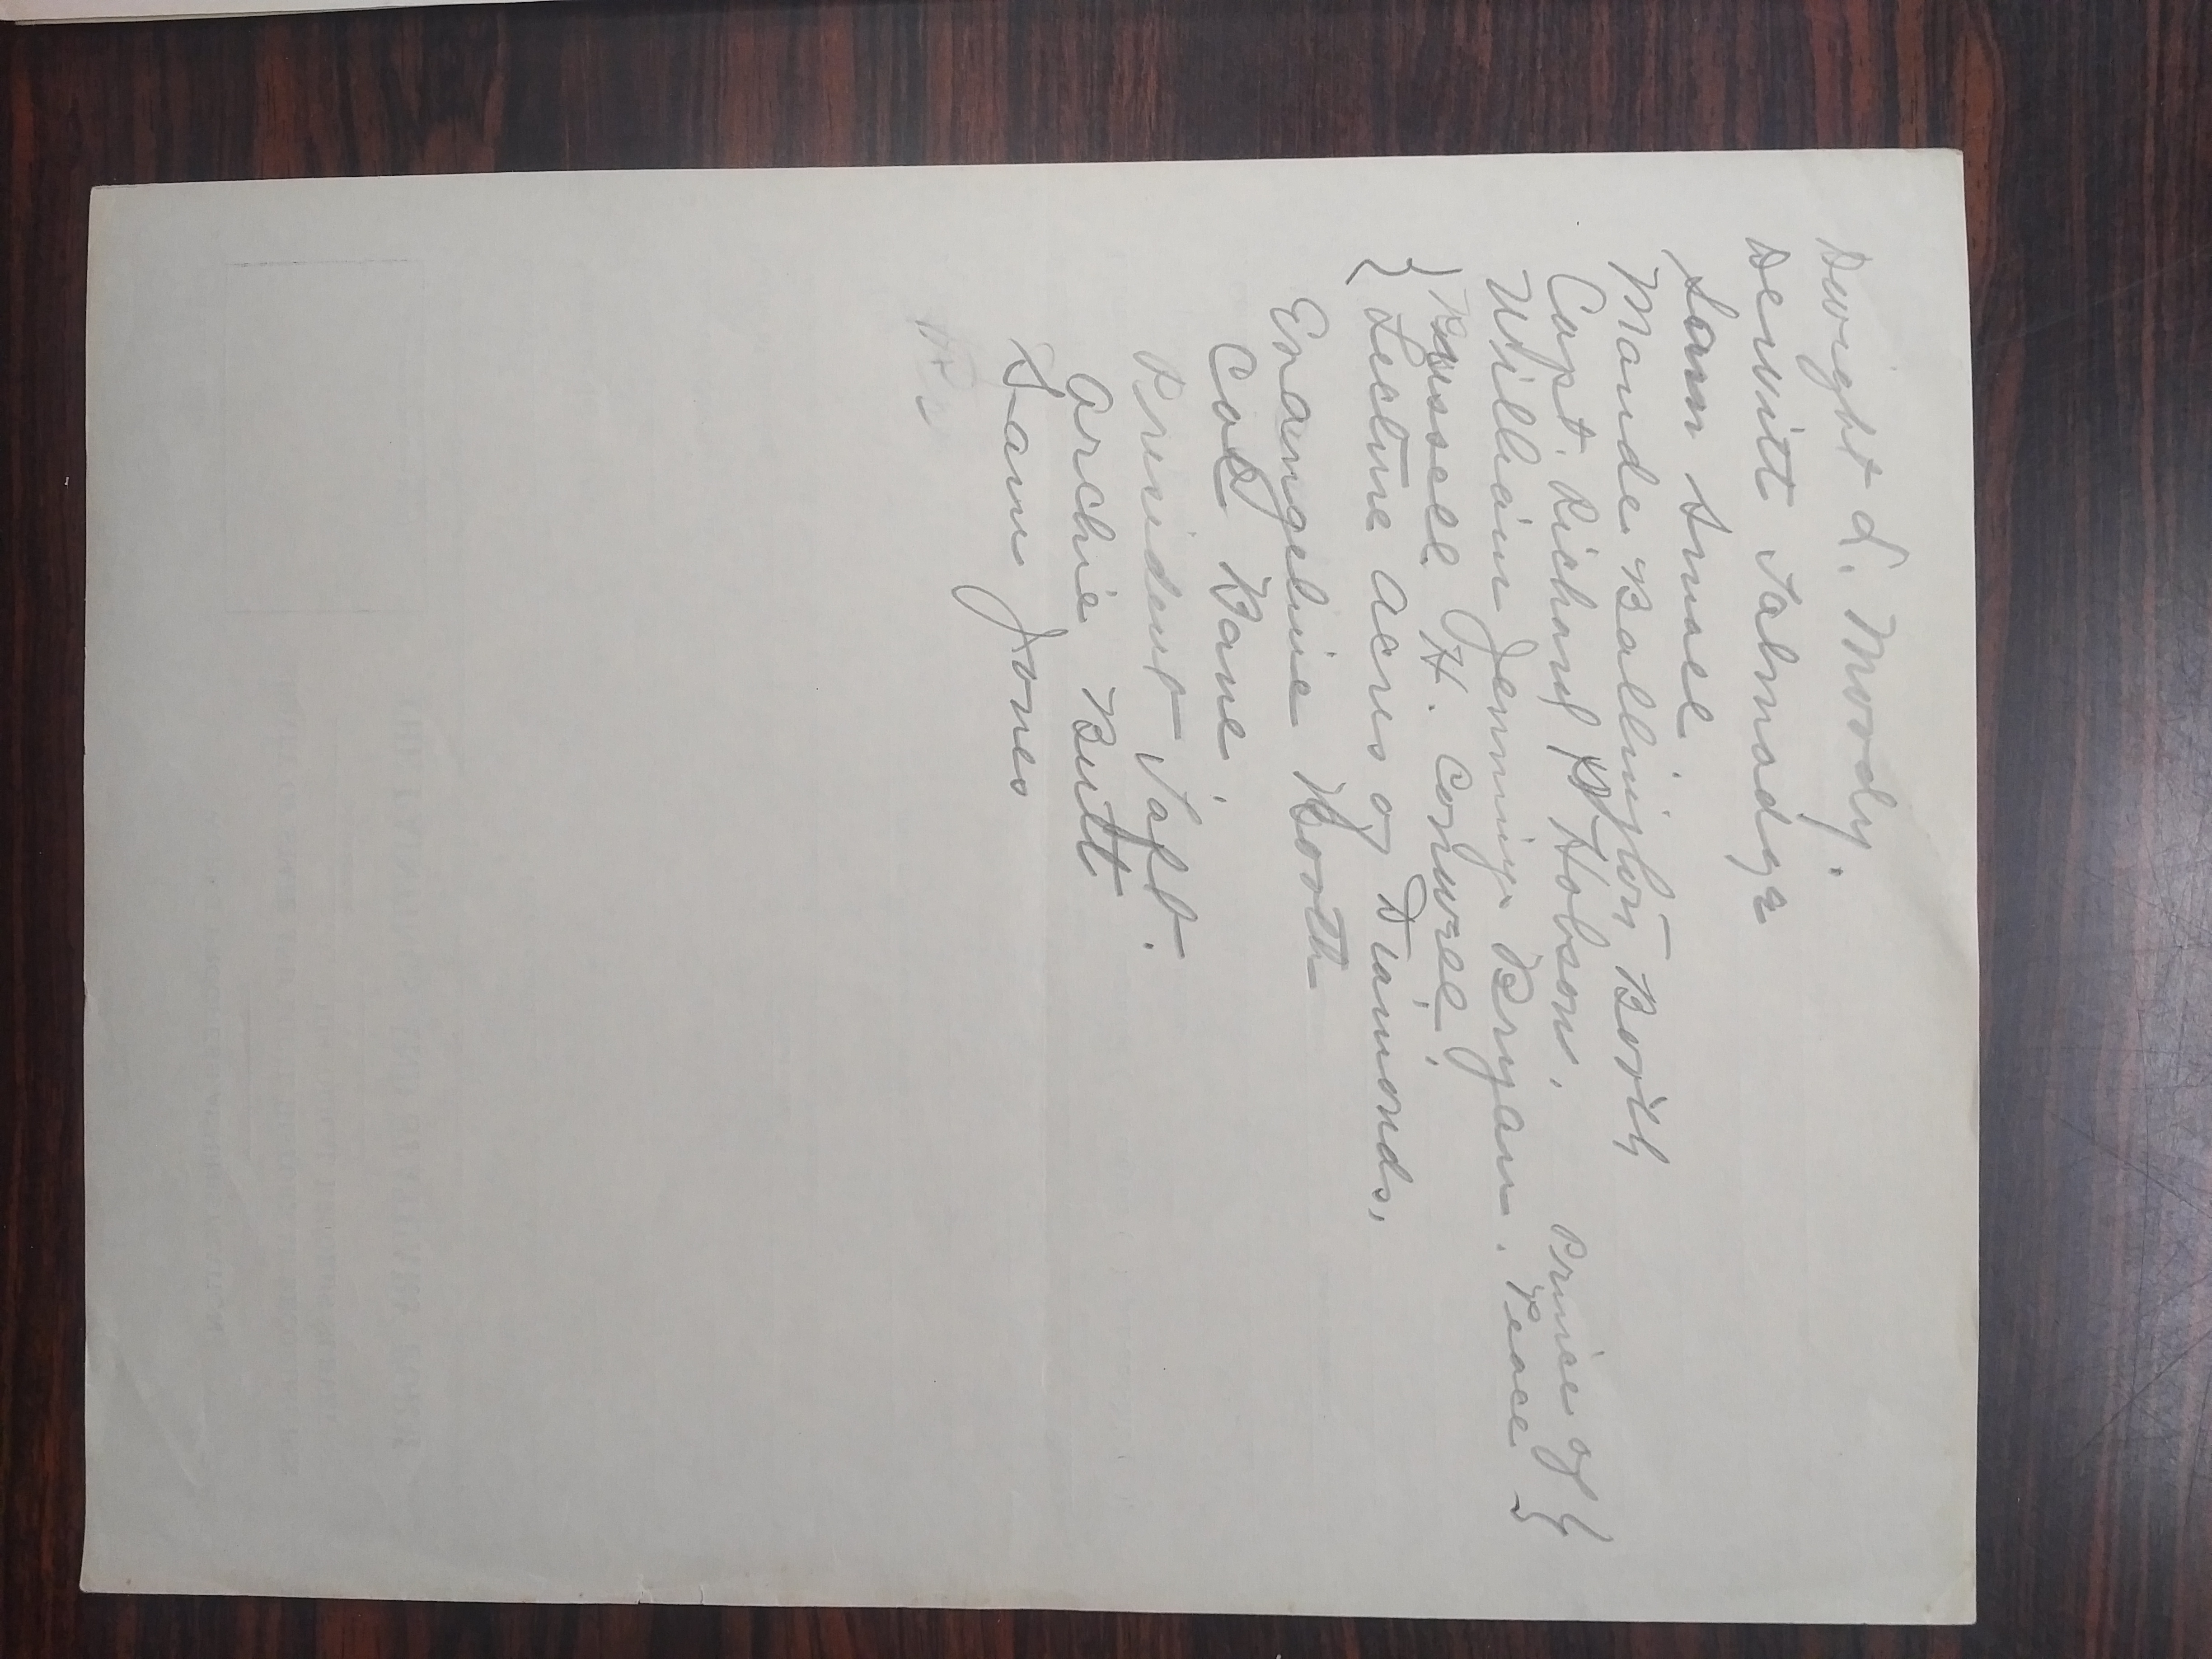 Dwight L. Moody.
Dewitt Talmadge
Sam Small.
Maude Ballington Booth
Capt. Richard P Hobson.
William Jennings Bryan. Prince of Peace }
{ Russell H. Conwell.
Lecture Acres of Diamonds.
Evangeline Booth
Col Bane.
President Taft.
Archie Butt
Sam Jones